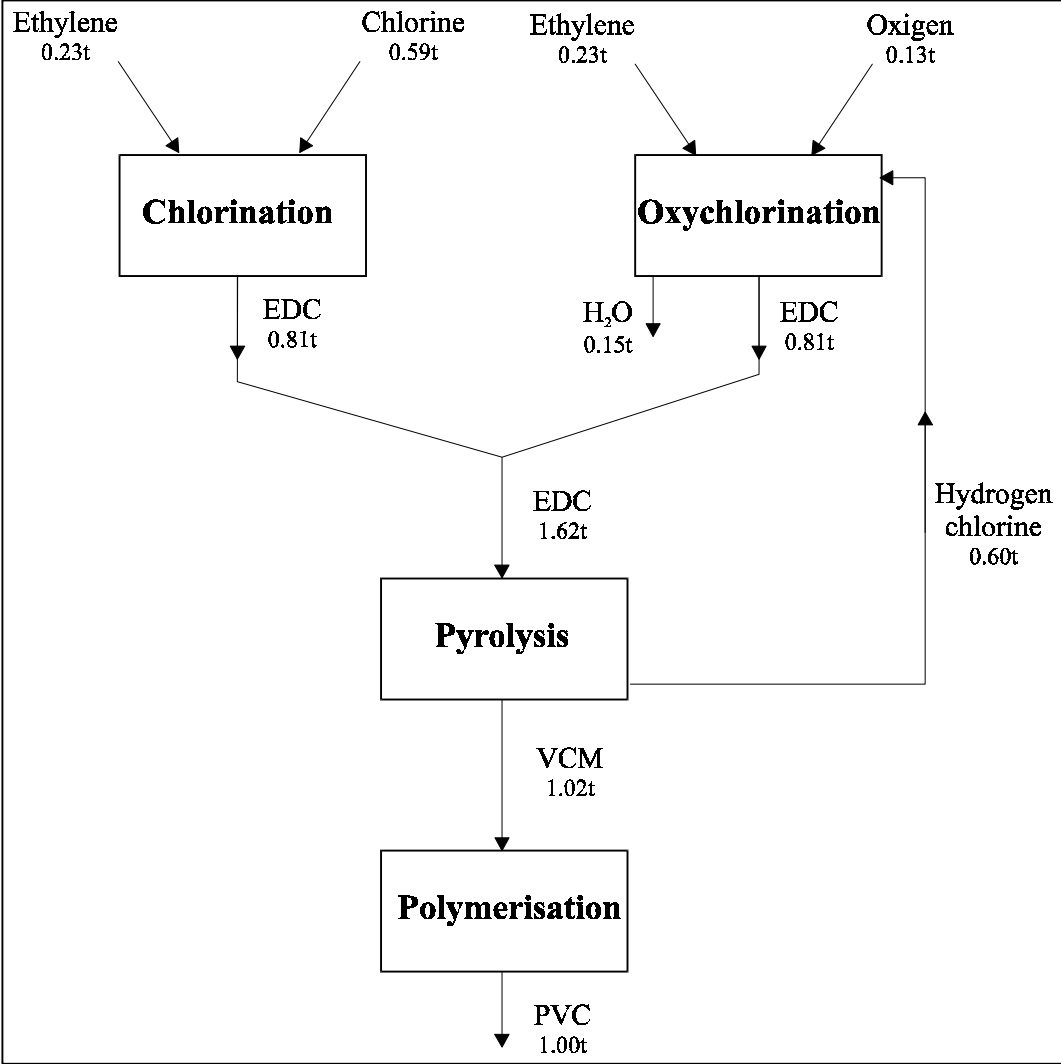 Ethylene
0.23t
Chlorine
0.59t
Ethylene
0.23t
Oxigen
0.13t
Chlorination
Oxychlorination
EDC
0.81t
H₂O
0.15t
EDC
0.81t
EDC
1.62t
Hydrogen
chlorine
0.60t
Pyrolysis
VCM
1.02t
Polymerisation
PVC
1.00t